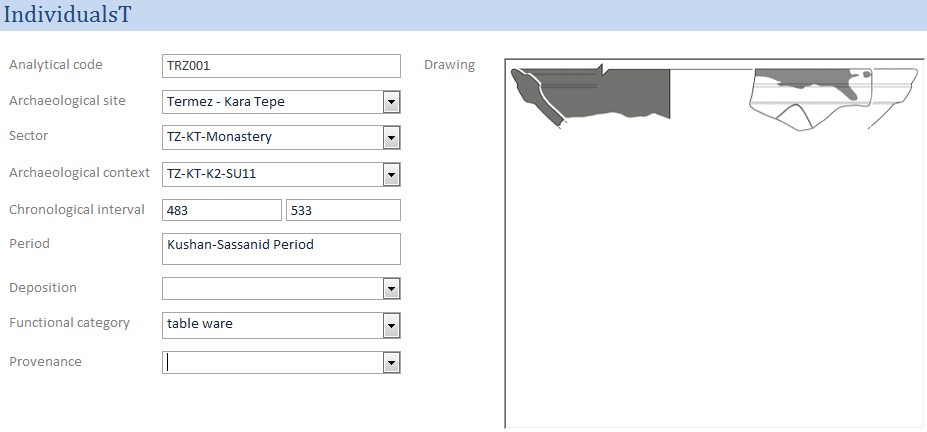 IndividualsT
Analytical code TRZ001 Drawing
Archaeological site Termez - Kara Tepe
Sector TZ-KT-Monastery
Archaeological context TZ-KT-K2-SU11
Chronological interval 483 533
Period Kushan-Sassanid Period
Deposition
Functional category table ware
Provenance